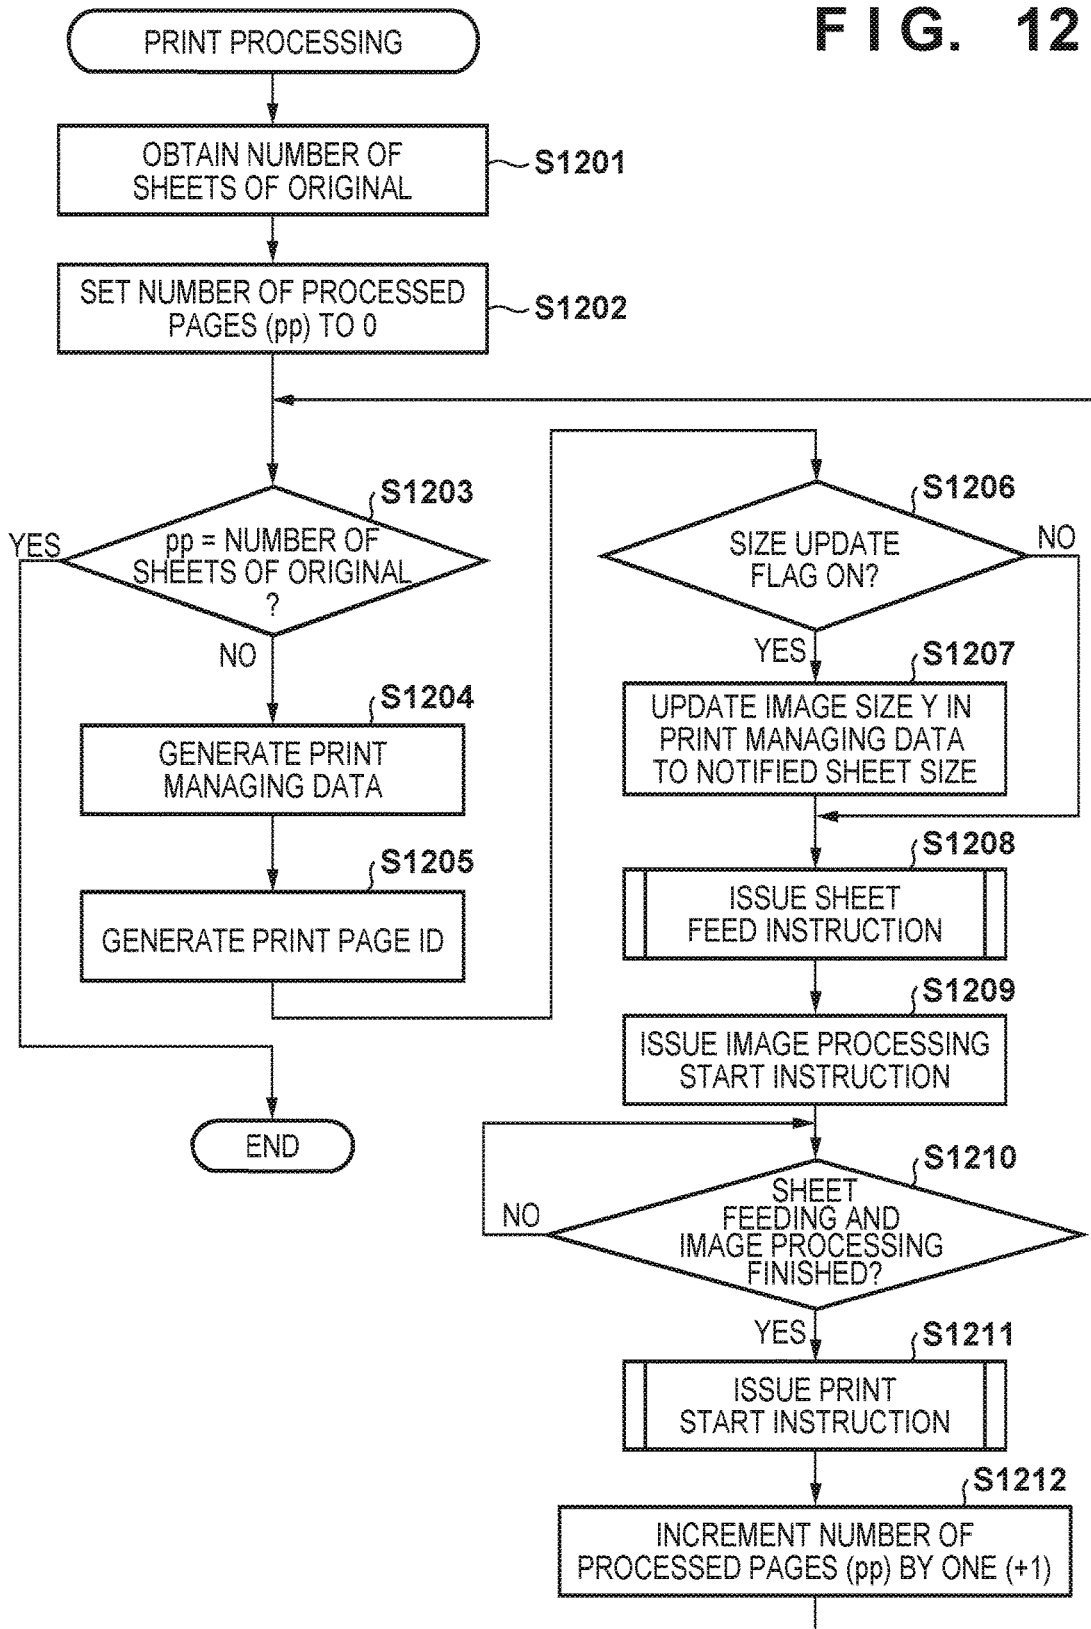 FIG. 12
PRINT PROCESSING
OBTAIN NUMBER OF
SHEETS OF ORIGINAL
S1201
SET NUMBER OF PROCESSED
PAGES (pp) TO 0
S1202
S1203
YES
pp = NUMBER OF
SHEETS OF ORIGINAL
?
NO
S1204
GENERATE PRINT
MANAGING DATA
S1205
GENERATE PRINT PAGE ID
END
S1206
SIZE UPDATE
FLAG ON?
NO
YES
S1207
UPDATE IMAGE SIZE Y IN
PRINT MANAGING DATA
TO NOTIFIED SHEET SIZE
S1208
ISSUE SHEET
FEED INSTRUCTION
S1209
ISSUE IMAGE PROCESSING
START INSTRUCTION
S1210
SHEET
FEEDING AND
IMAGE PROCESSING
FINISHED?
NO
YES
S1211
ISSUE PRINT
START INSTRUCTION
S1212
INCREMENT NUMBER OF
PROCESSED PAGES (pp) BY ONE (+1)